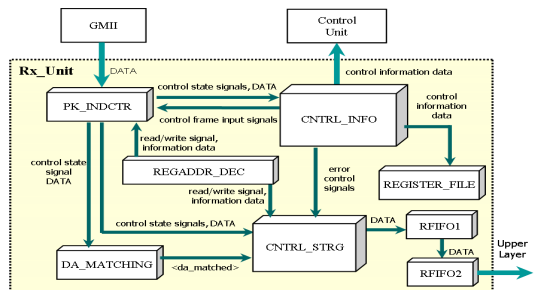 GMII
Control
Unit
Rx_Unit
DATA
control information data
control state signals, DATA
PK_INDCTR
control frame input signals
CNTRL_INFO
control
information
data
read/write signal,
information data
control state
signal
DATA
REGADDR_DEC
read/write signal,
information data
error
control
signals
REGISTER_FILE
control state signals, DATA
CNTRL_STRG
DATA
RFIFO1
DATA
Upper
Layer
DA_MATCHING
<da_matched>
RFIFO2